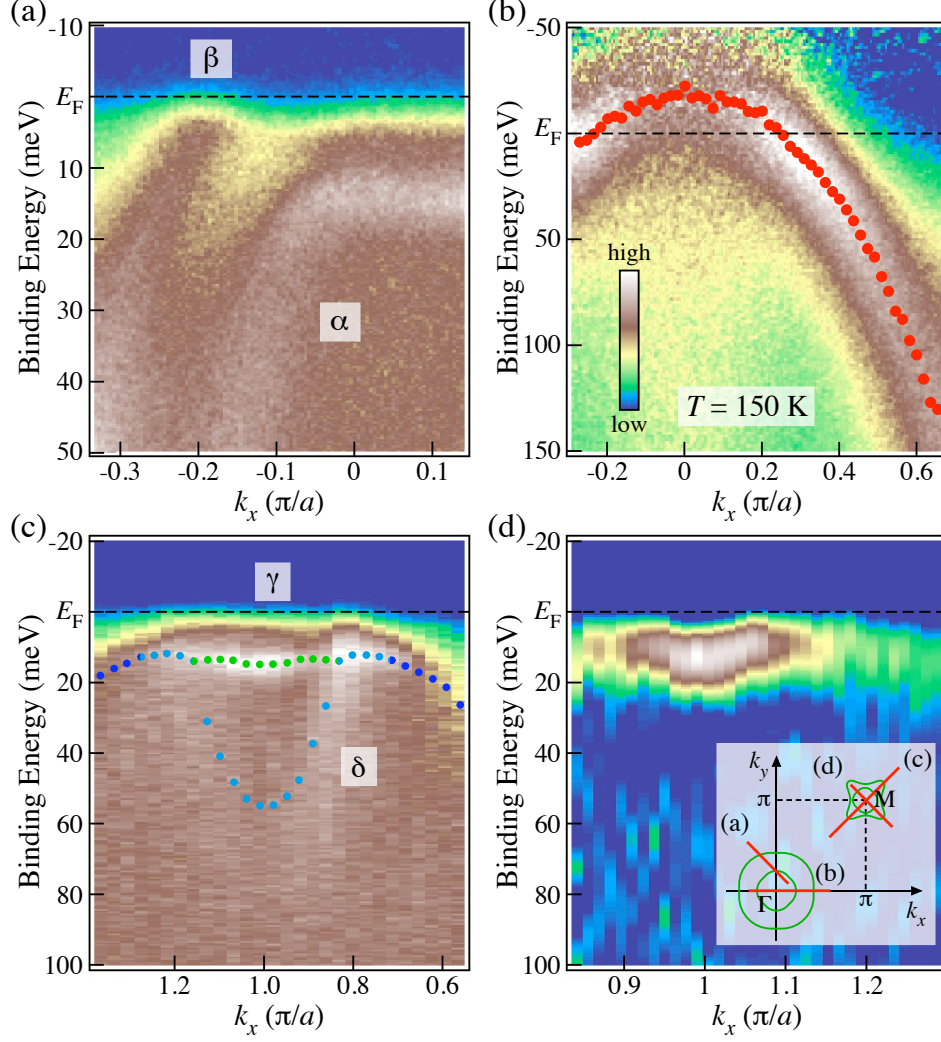 (a)
-10
E_F
10
20
30
40
50
Binding Energy (meV)
β
α
-0.3 -0.2 -0.1 0 0.1
k_x (π/a)
(b)
-50
E_F
50
100
150
Binding Energy (meV)
high
low
T = 150 K
-0.2 0 0.2 0.4 0.6
k_x (π/a)
(c)
-20
E_F
20
40
60
80
100
Binding Energy (meV)
γ
δ
1.2 1.0 0.8 0.6
k_x (π/a)
(d)
-20
E_F
20
40
60
80
100
Binding Energy (meV)
k_y
(d) (c)
π M
(a)
(b)
Γ π
k_x
0.9 1 1.1 1.2
k_x (π/a)